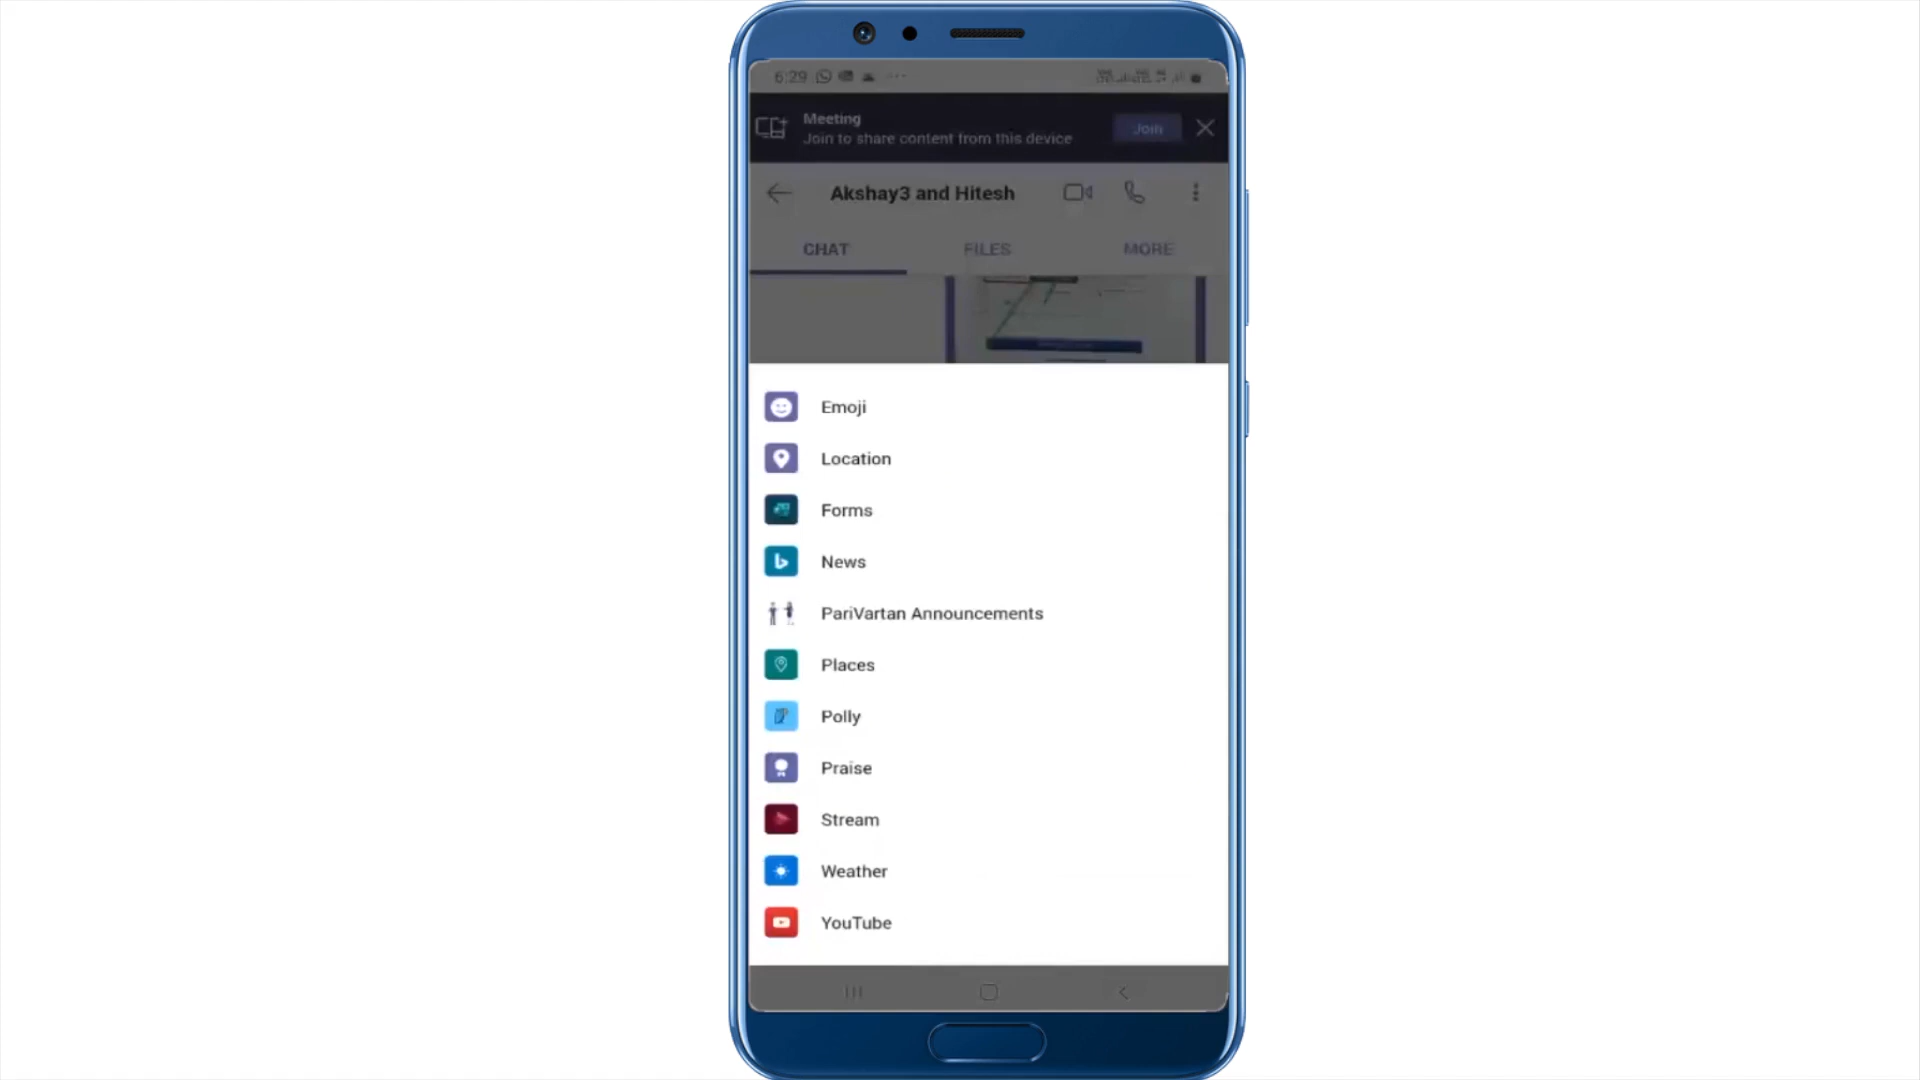 6:29
Meeting
Join to share content from this device
Join
Akshay3 and Hitesh
CHAT
FILES
MORE
Emoji
Location
Forms
News
PariVartan Announcements
Places
Polly
Praise
Stream
Weather
YouTube